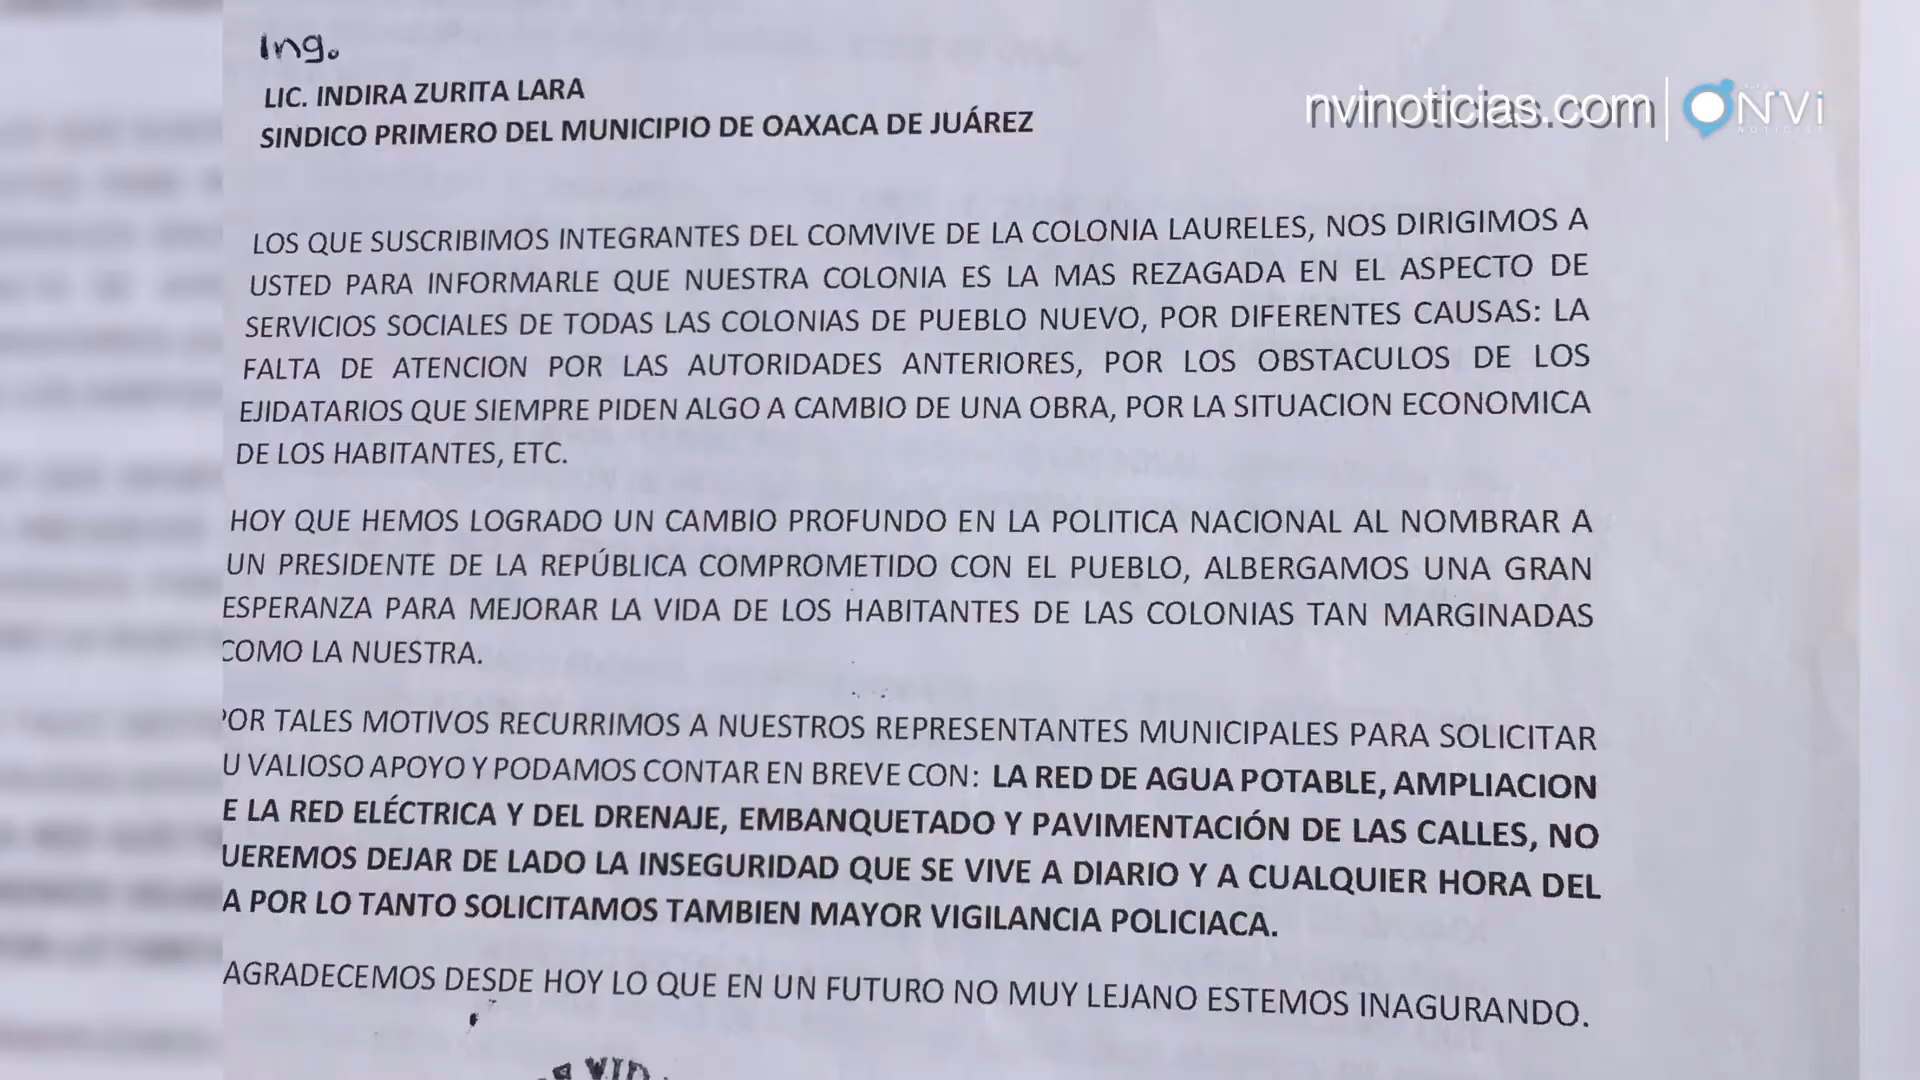 Ing.
LIC. INDIRA ZURITA LARA
SINDICO PRIMERO DEL MUNICIPIO DE OAXACA DE JUÁREZ
nvinoticias.com
NVi
NOTICIAS
LOS QUE SUSCRIBIMOS INTEGRANTES DEL COMVIVE DE LA COLONIA LAURELES, NOS DIRIGIMOS A
USTED PARA INFORMARLE QUE NUESTRA COLONIA ES LA MAS REZAGADA EN EL ASPECTO DE
SERVICIOS SOCIALES DE TODAS LAS COLONIAS DE PUEBLO NUEVO, POR DIFERENTES CAUSAS: LA
FALTA DE ATENCION POR LAS AUTORIDADES ANTERIORES, POR LOS OBSTACULOS DE LOS
EJIDATARIOS QUE SIEMPRE PIDEN ALGO A CAMBIO DE UNA OBRA, POR LA SITUACION ECONOMICA
DE LOS HABITANTES, ETC.
HOY QUE HEMOS LOGRADO UN CAMBIO PROFUNDO EN LA POLITICA NACIONAL AL NOMBRAR A
UN PRESIDENTE DE LA REPÚBLICA COMPROMETIDO CON EL PUEBLO, ALBERGAMOS UNA GRAN
ESPERANZA PARA MEJORAR LA VIDA DE LOS HABITANTES DE LAS COLONIAS TAN MARGINADAS
COMO LA NUESTRA.
POR TALES MOTIVOS RECURRIMOS A NUESTROS REPRESENTANTES MUNICIPALES PARA SOLICITAR
U VALIOSO APOYO Y PODAMOS CONTAR EN BREVE CON: LA RED DE AGUA POTABLE, AMPLIACION
E LA RED ELÉCTRICA Y DEL DRENAJE, EMBANQUETADO Y PAVIMENTACIÓN DE LAS CALLES, NO
UEREMOS DEJAR DE LADO LA INSEGURIDAD QUE SE VIVE A DIARIO Y A CUALQUIER HORA DEL
A POR LO TANTO SOLICITAMOS TAMBIEN MAYOR VIGILANCIA POLICIACA.
AGRADECEMOS DESDE HOY LO QUE EN UN FUTURO NO MUY LEJANO ESTEMOS INAGURANDO.